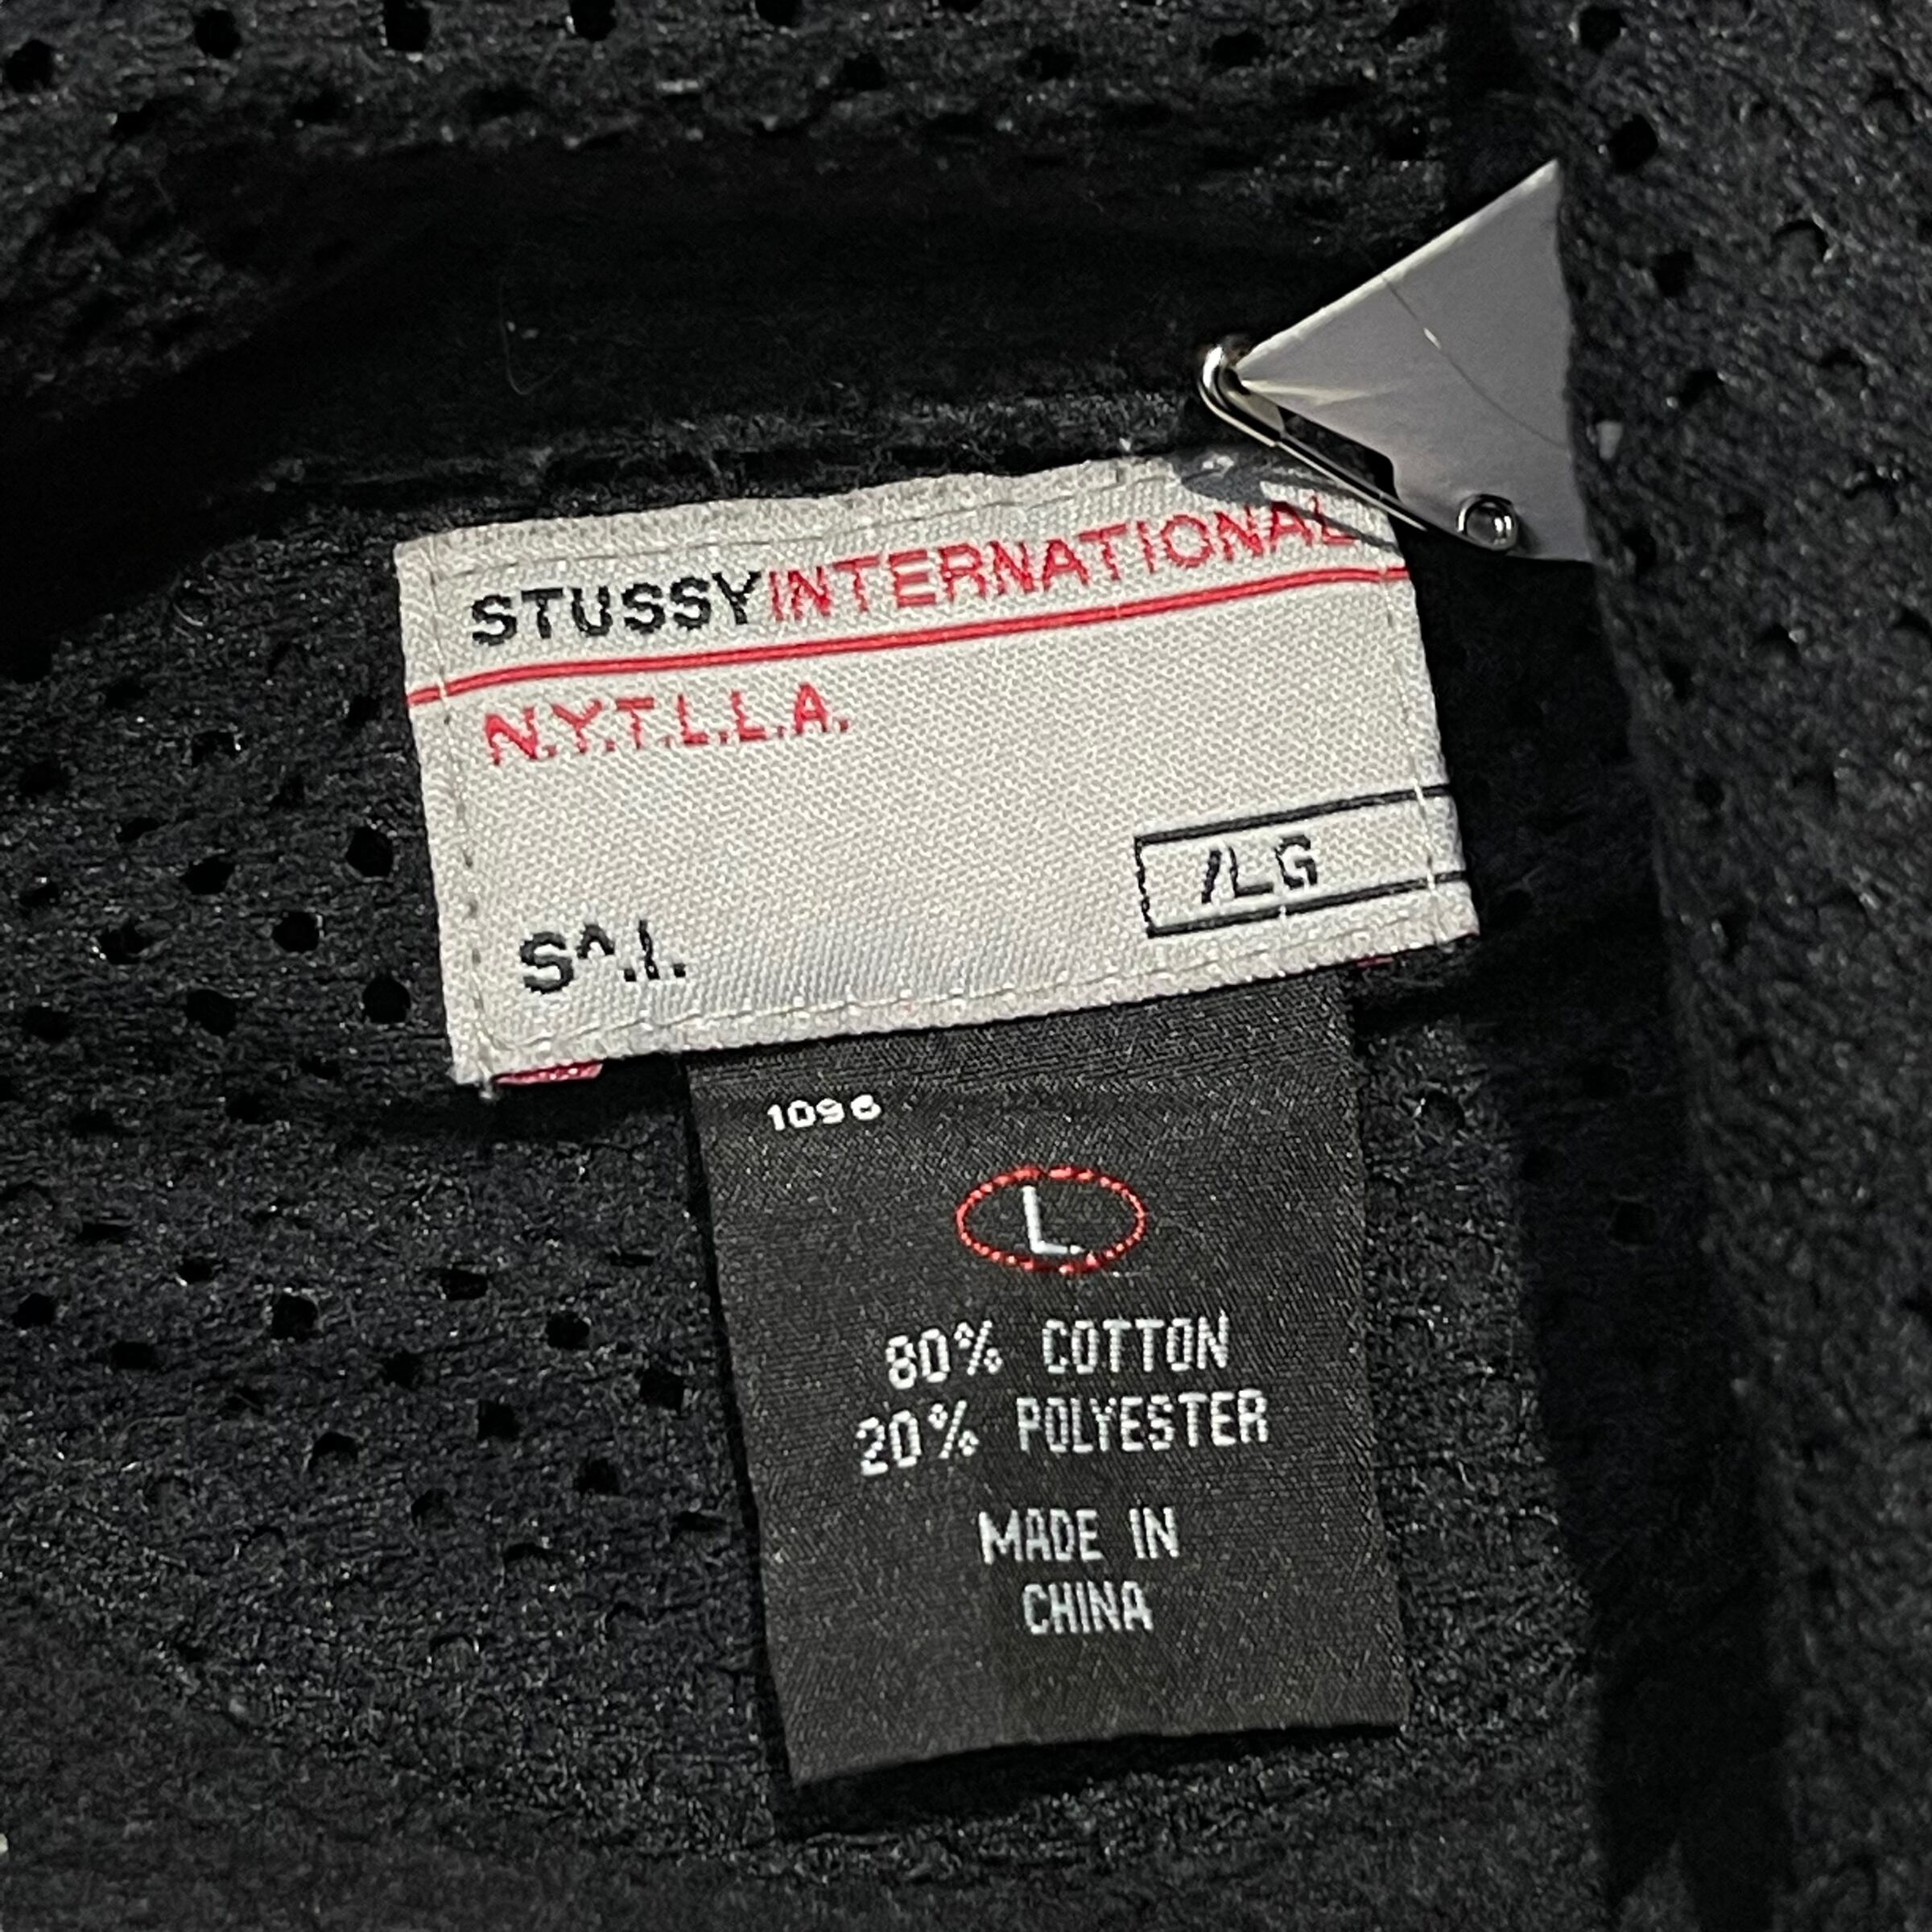 STUSSYINTERNATIONAL
N.Y.T.L.L.A.
/LG
S^.I.
1096
L
80% COTTON
20% POLYESTER
MADE IN
CHINA